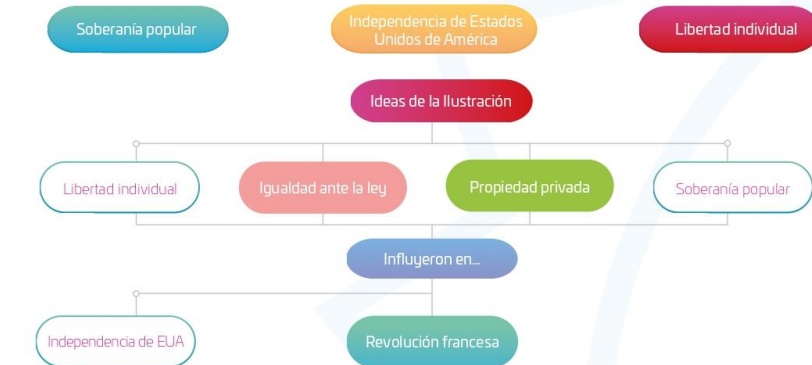 Soberanía popular
Independencia de Estados
Unidos de América
Libertad individual
Ideas de la Ilustración
Libertad individual
Igualdad ante la ley
Propiedad privada
Soberanía popular
Influyeron en...
Independencia de EUA
Revolución francesa